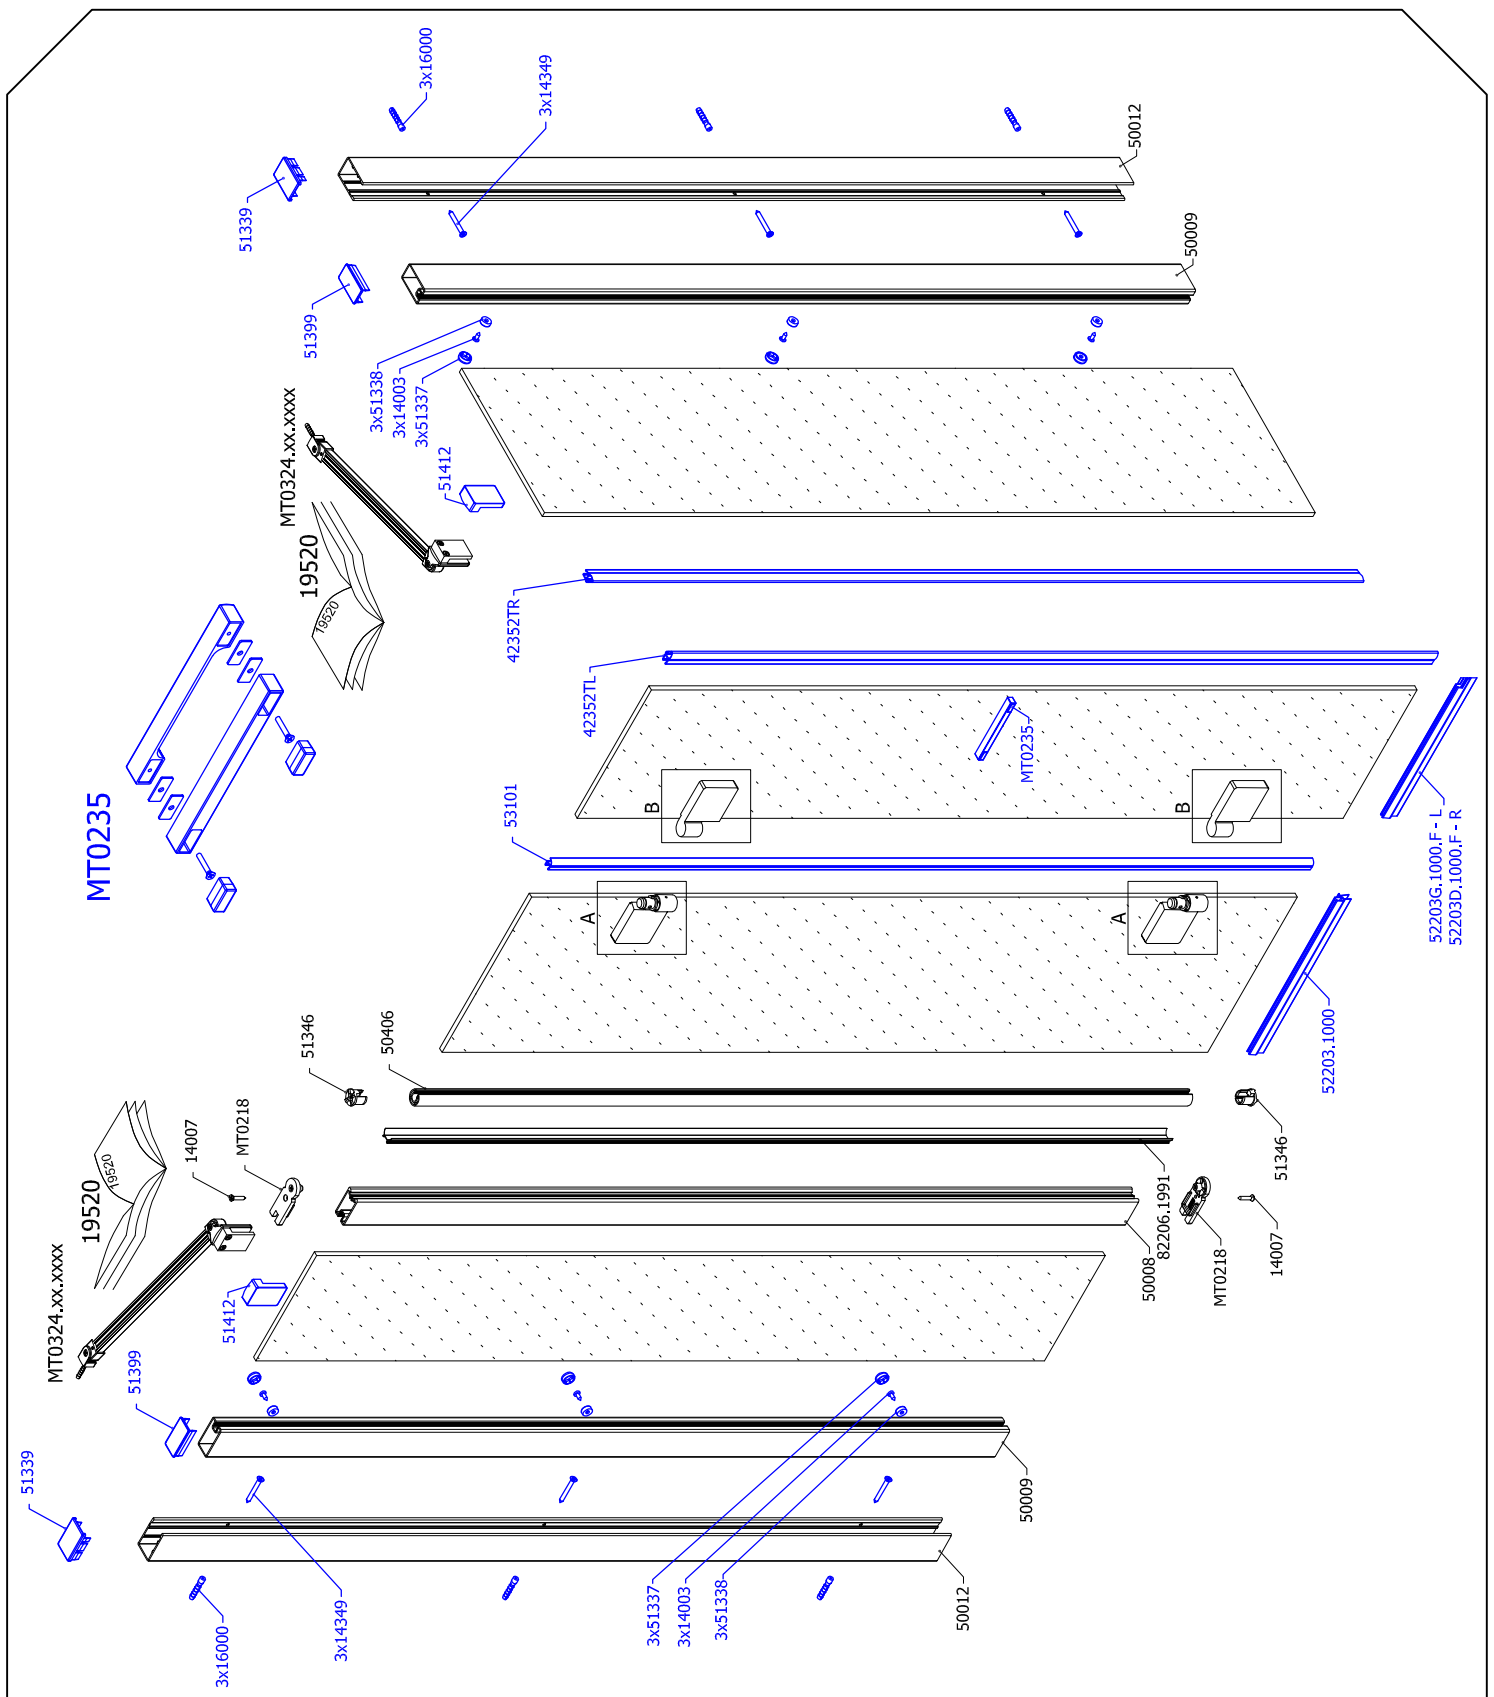 3x16000
3x14349
51339
50012
51399
50009
3x51338
3x14003
3x51337
MT0324.xx.xxxx
51412
19520
19520
42352TR
42352TL
MT0235
MT0235
B
B
53101
52203G.1000.F - L
52203D.1000.F - R
A
A
52203.1000
51346
50406
51346
14007
MT0218
82206.1991
50008
MT0218
14007
19520
19520
MT0324.xx.xxxx
51412
51399
51339
50009
50012
3x16000
3x14349
3x51337
3x14003
3x51338